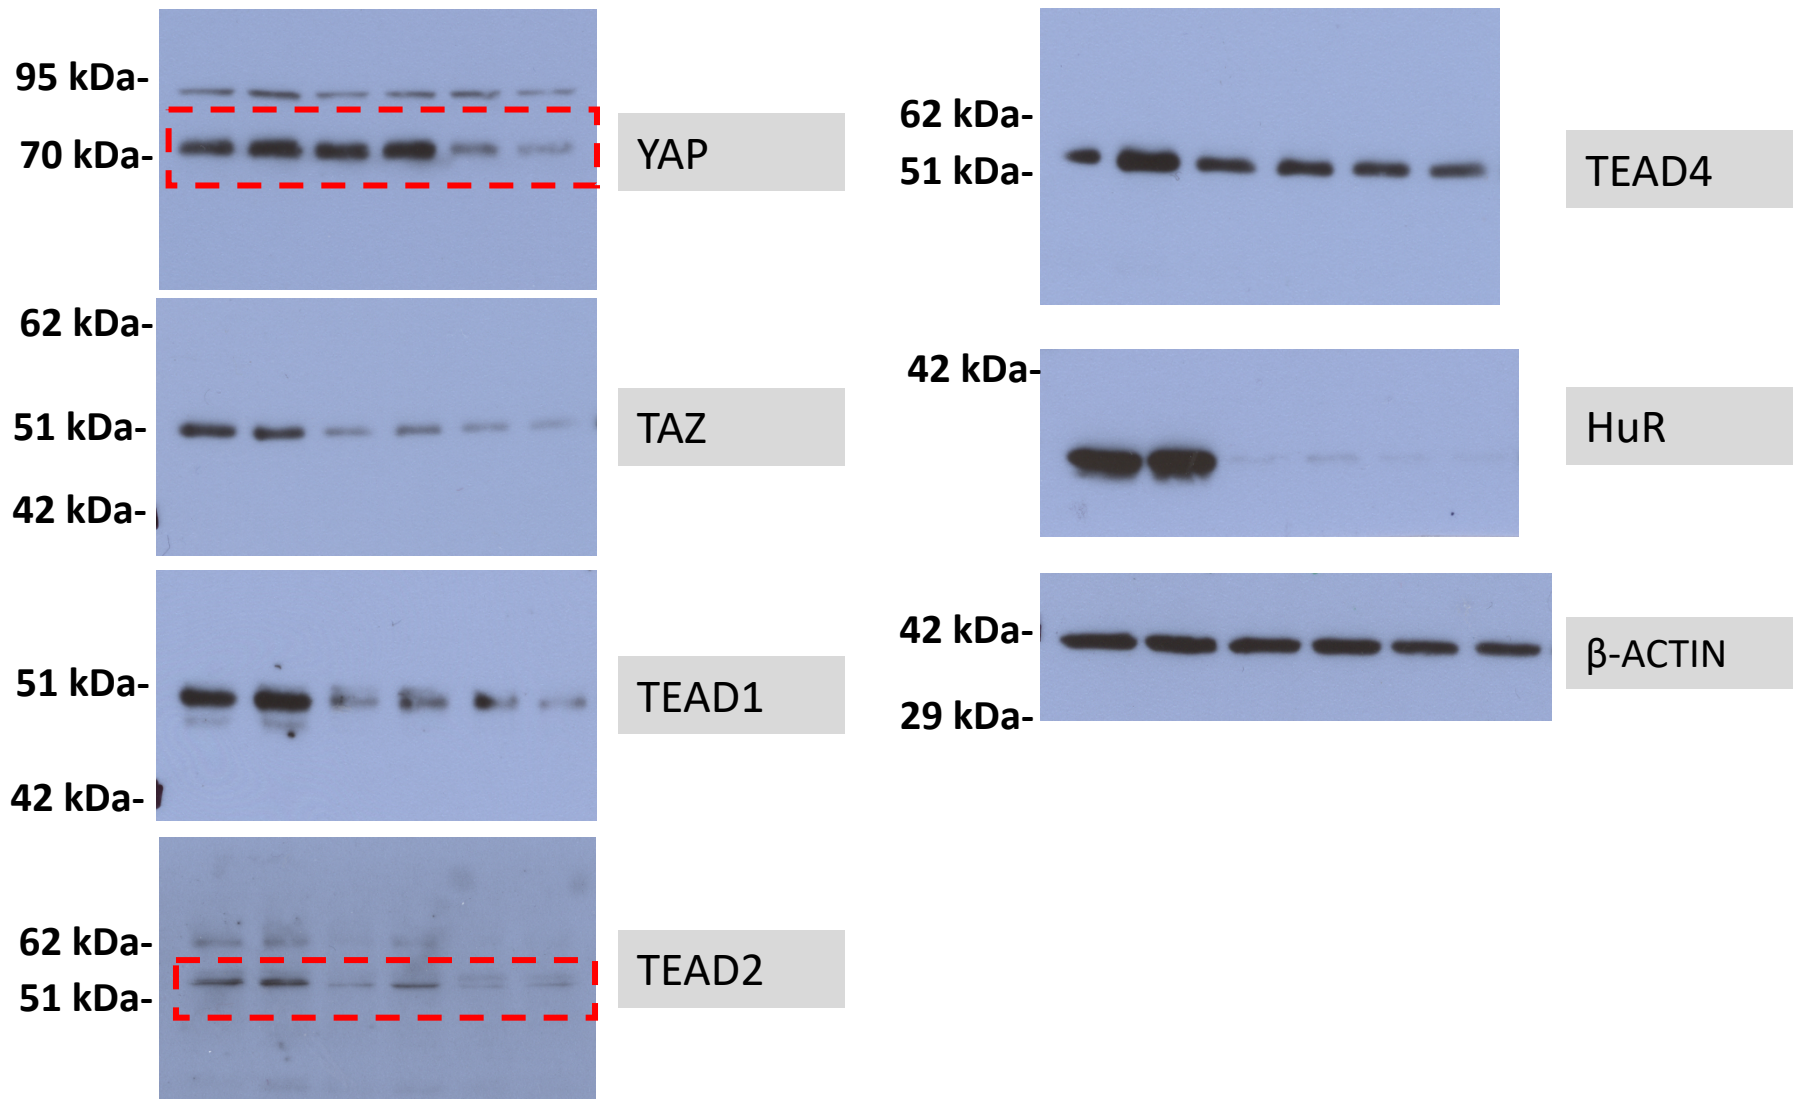 95 kDa-
70 kDa-
YAP
62 kDa-
51 kDa-
42 kDa-
TAZ
51 kDa-
42 kDa-
TEAD1
62 kDa-
51 kDa-
TEAD2
62 kDa-
51 kDa-
TEAD4
42 kDa-
HuR
42 kDa-
29 kDa-
β-ACTIN